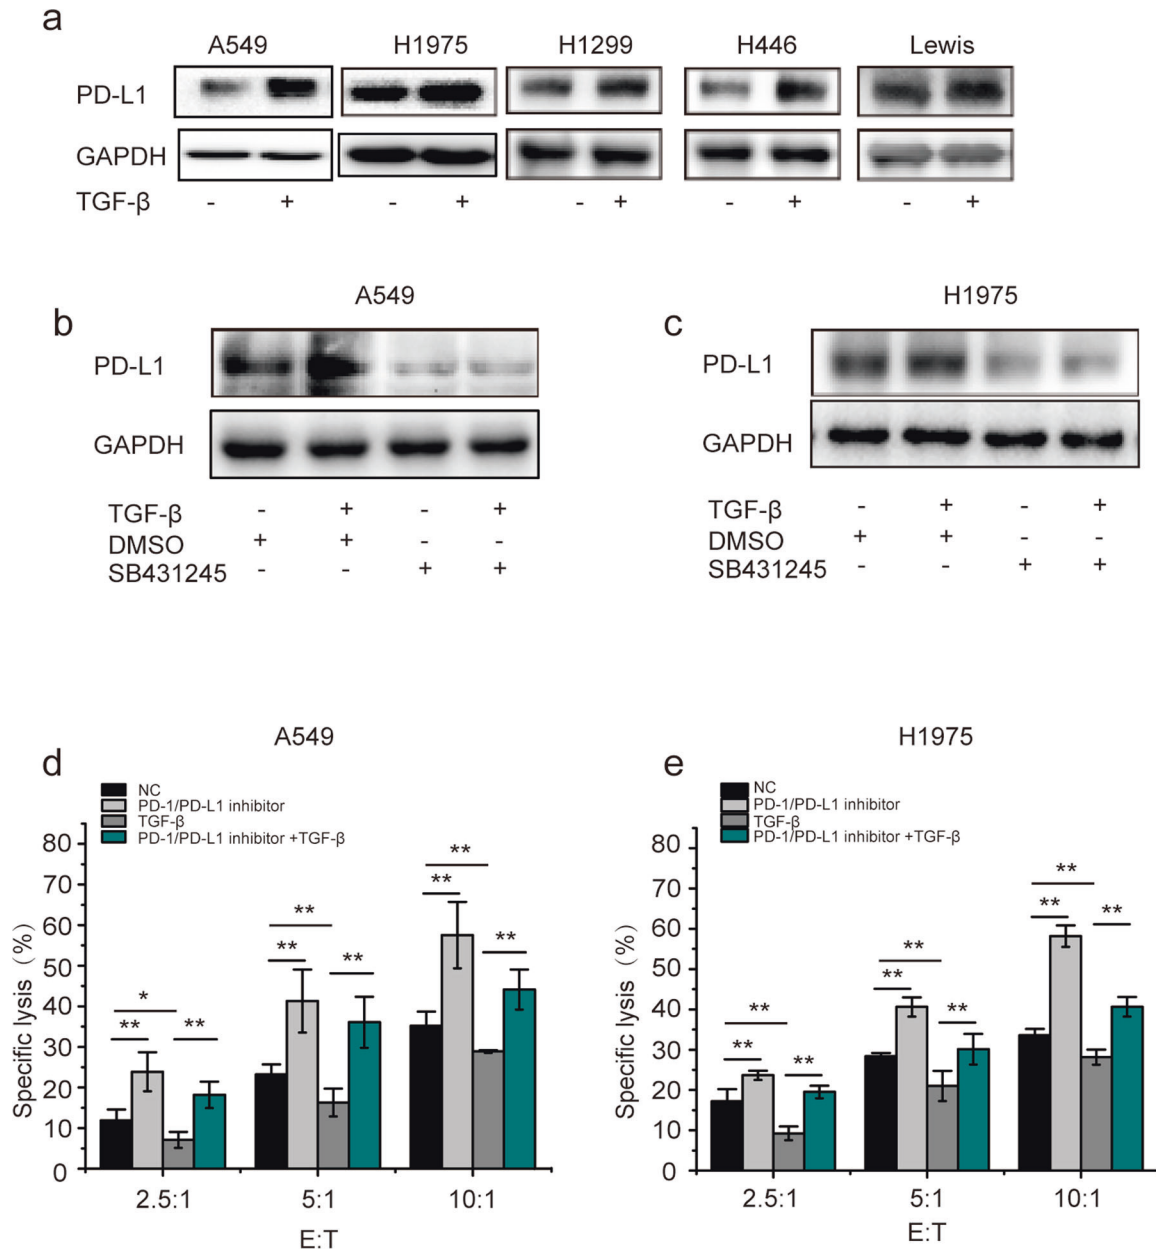 a
A549 H1975 H1299 H446 Lewis
PD-L1
GAPDH
TGF-β - + - + - + - + - +
b
A549
PD-L1
GAPDH
TGF-β - + - +
DMSO + + - -
SB431245 - - + +
c
H1975
PD-L1
GAPDH
TGF-β - + - +
DMSO + + - -
SB431245 - - + +
d
A549
NC
PD-1/PD-L1 inhibitor
TGF-β
PD-1/PD-L1 inhibitor +TGF-β
Specific lysis (%)
80
70
60
50
40
30
20
10
0
* ** **
** ** **
** ** **
2.5:1 5:1 10:1
E:T
e
H1975
NC
PD-1/PD-L1 inhibitor
TGF-β
PD-1/PD-L1 inhibitor +TGF-β
Specific lysis (%)
80
70
60
50
40
30
20
10
0
** ** **
** ** **
** ** **
2.5:1 5:1 10:1
E:T